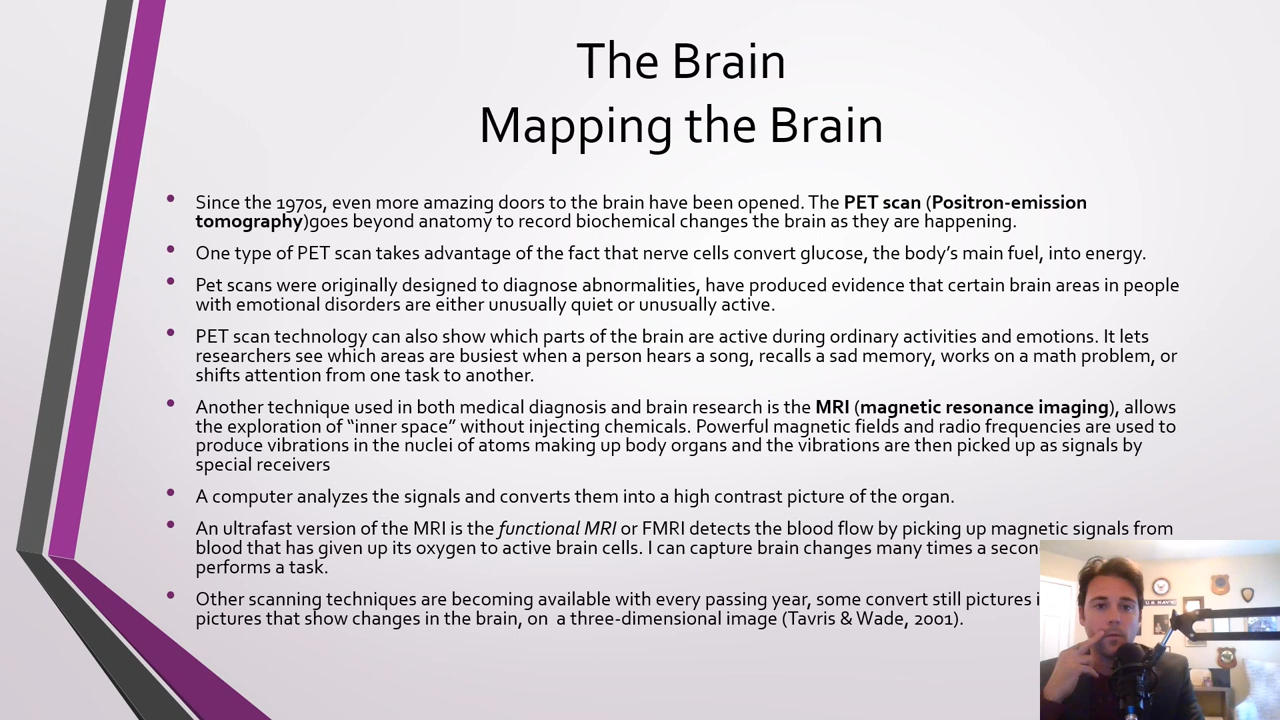 The Brain
Mapping the Brain
• Since the 1970s, even more amazing doors to the brain have been opened. The PET scan (Positron-emission
tomography)goes beyond anatomy to record biochemical changes the brain as they are happening.
• One type of PET scan takes advantage of the fact that nerve cells convert glucose, the body’s main fuel, into energy.
• Pet scans were originally designed to diagnose abnormalities, have produced evidence that certain brain areas in people
with emotional disorders are either unusually quiet or unusually active.
• PET scan technology can also show which parts of the brain are active during ordinary activities and emotions. It lets
researchers see which areas are busiest when a person hears a song, recalls a sad memory, works on a math problem, or
shifts attention from one task to another.
• Another technique used in both medical diagnosis and brain research is the MRI (magnetic resonance imaging), allows
the exploration of “inner space” without injecting chemicals. Powerful magnetic fields and radio frequencies are used to
produce vibrations in the nuclei of atoms making up body organs and the vibrations are then picked up as signals by
special receivers
• A computer analyzes the signals and converts them into a high contrast picture of the organ.
• An ultrafast version of the MRI is the functional MRI or FMRI detects the blood flow by picking up magnetic signals from
blood that has given up its oxygen to active brain cells. I can capture brain changes many times a secon
performs a task.
• Other scanning techniques are becoming available with every passing year, some convert still pictures i
pictures that show changes in the brain, on a three-dimensional image (Tavris & Wade, 2001).
U.S. NAVY